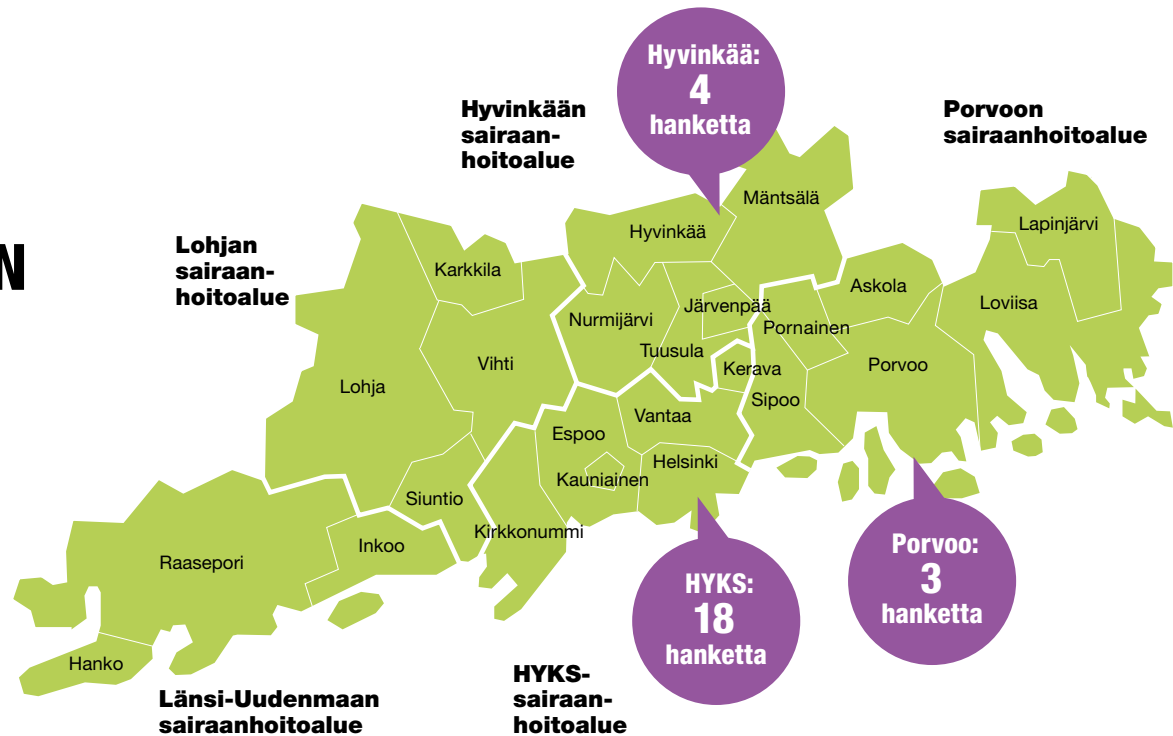 Hyvinkää:
4
hanketta
Hyvinkään
sairaan-
hoitoalue
Porvoon
sairaanhoitoalue
Mäntsälä
Lapinjärvi
Hyvinkää
N
Lohjan
sairaan-
hoitoalue
Karkkila
Askola
Loviisa
Järvenpää
Nurmijärvi
Pornainen
Tuusula
Vihti
Kerava
Porvoo
Lohja
Sipoo
Vantaa
Espoo
Helsinki
Kauniainen
Siuntio
Kirkkonummi
Inkoo
Raasepori
Porvoo:
3
hanketta
HYKS:
18
hanketta
Hanko
Länsi-Uudenmaan
sairaanhoitoalue
HYKS-
sairaan-
hoitoalue